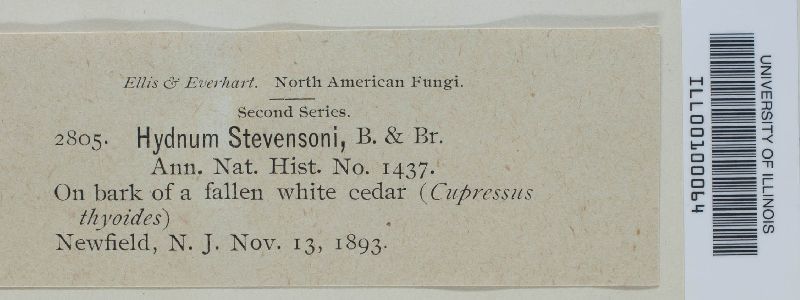 Ellis & Everhart. North American Fungi.
Second Series.
2805. Hydnum Stevensoni, B. & Br.
Ann. Nat. Hist. No. 1437.
On bark of a fallen white cedar (Cupressus
thyoides)
Newfield, N. J. Nov. 13, 1893.
UNIVERSITY OF ILLINOIS
ILL00100064